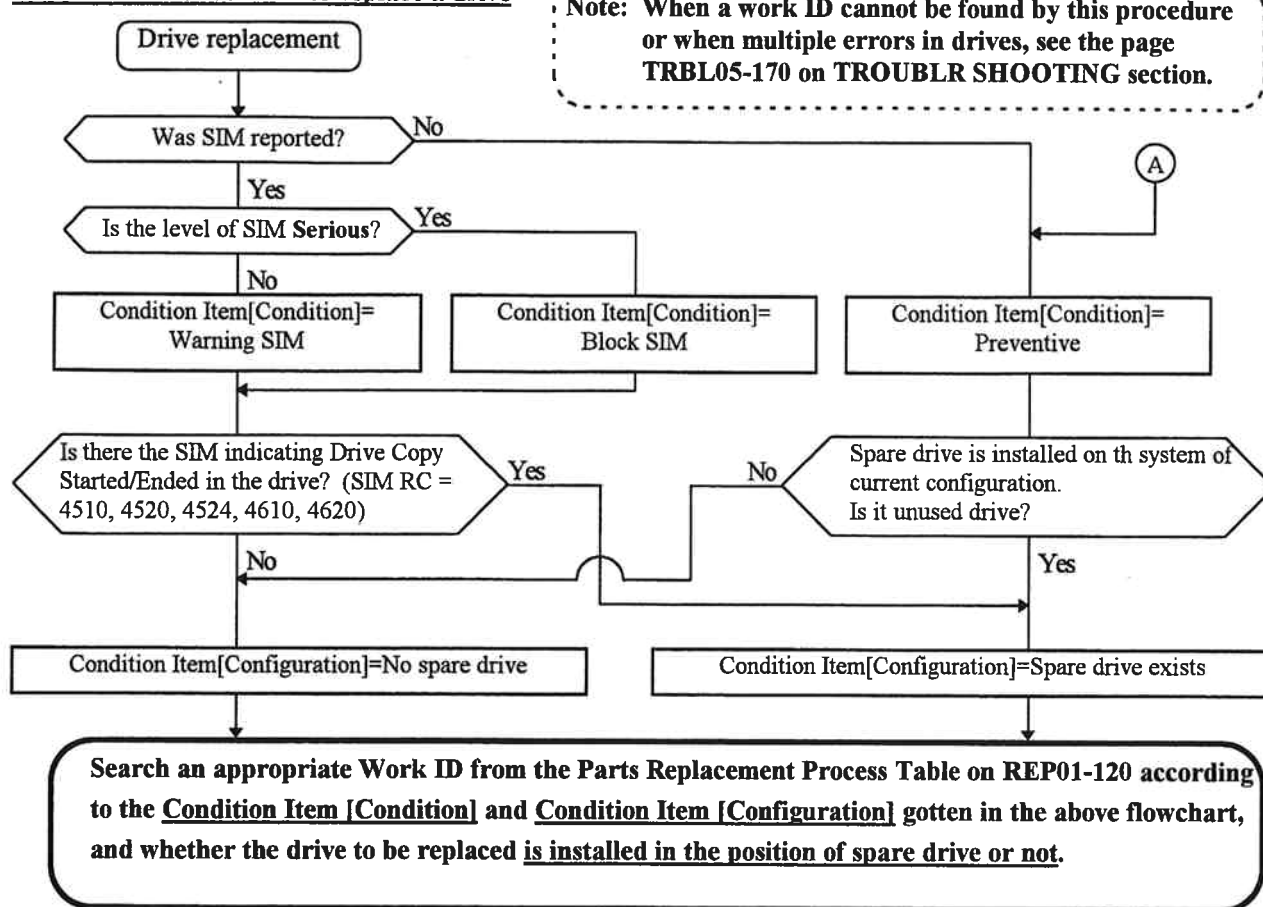 Note: When a work ID cannot be found by this procedure
or when multiple errors in drives, see the page
TRBL05-170 on TROUBLR SHOOTING section.
Drive replacement
Was SIM reported?
No
A
Yes
Is the level of SIM Serious?
Yes
No
Condition Item[Condition]=
Warning SIM
Condition Item[Condition]=
Block SIM
Condition Item[Condition]=
Preventive
Is there the SIM indicating Drive Copy
Started/Ended in the drive? (SIM RC =
4510, 4520, 4524, 4610, 4620)
Yes
No
Spare drive is installed on th system of
current configuration.
Is it unused drive?
No
Yes
Condition Item[Configuration]=No spare drive
Condition Item[Configuration]=Spare drive exists
Search an appropriate Work ID from the Parts Replacement Process Table on REP01-120 according
to the Condition Item [Condition] and Condition Item [Configuration] gotten in the above flowchart,
and whether the drive to be replaced is installed in the position of spare drive or not.